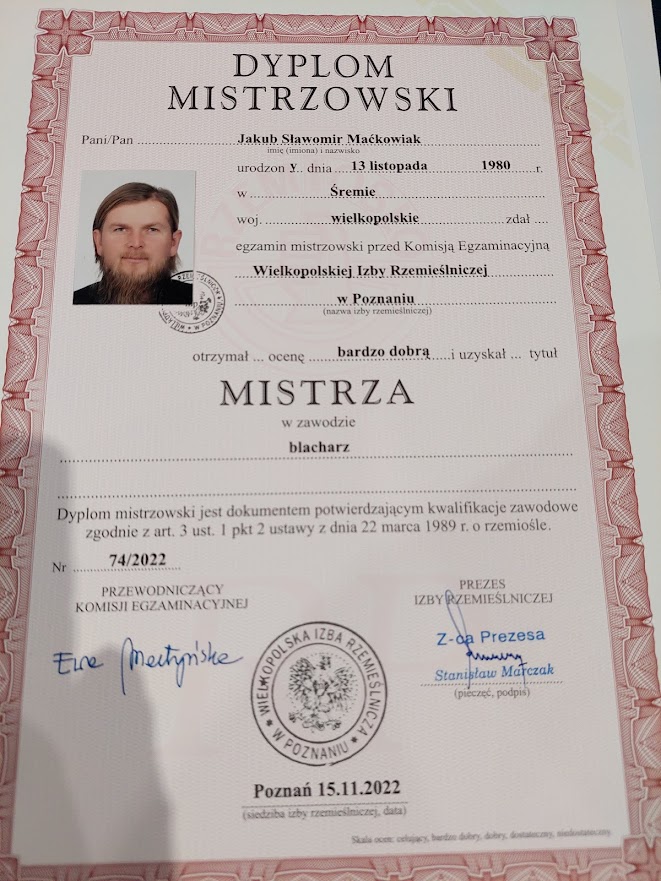 DYPLOM
MISTRZOWSKI
Pani/Pan Jakub Sławomir Maćkowiak
imię (imiona) i nazwisko
urodzon y dnia 13 listopada 1980 r.
w Śremie
woj. wielkopolskie zdał
egzamin mistrzowski przed Komisją Egzaminacyjną
Wielkopolskiej Izby Rzemieślniczej
w Poznaniu
(nazwa izby rzemieślniczej)
otrzymał ... ocenę bardzo dobrą i uzyskał ... tytuł
MISTRZA
w zawodzie
blacharz
Dyplom mistrzowski jest dokumentem potwierdzającym kwalifikacje zawodowe
zgodnie z art. 3 ust. 1 pkt 2 ustawy z dnia 22 marca 1989 r. o rzemiośle.
Nr 74/2022
PRZEWODNICZĄCY
KOMISJI EGZAMINACYJNEJ
PREZES
IZBY RZEMIEŚLNICZEJ
Z-ca Prezesa
Stanisław Marczak
(pieczęć, podpis)
WIELKOPOLSKA IZBA RZEMIEŚLNICZA
W POZNANIU
Poznań 15.11.2022
(siedziba izby rzemieślniczej, data)
Skala ocen: celujący, bardzo dobry, dobry, dostateczny, niedostateczny.